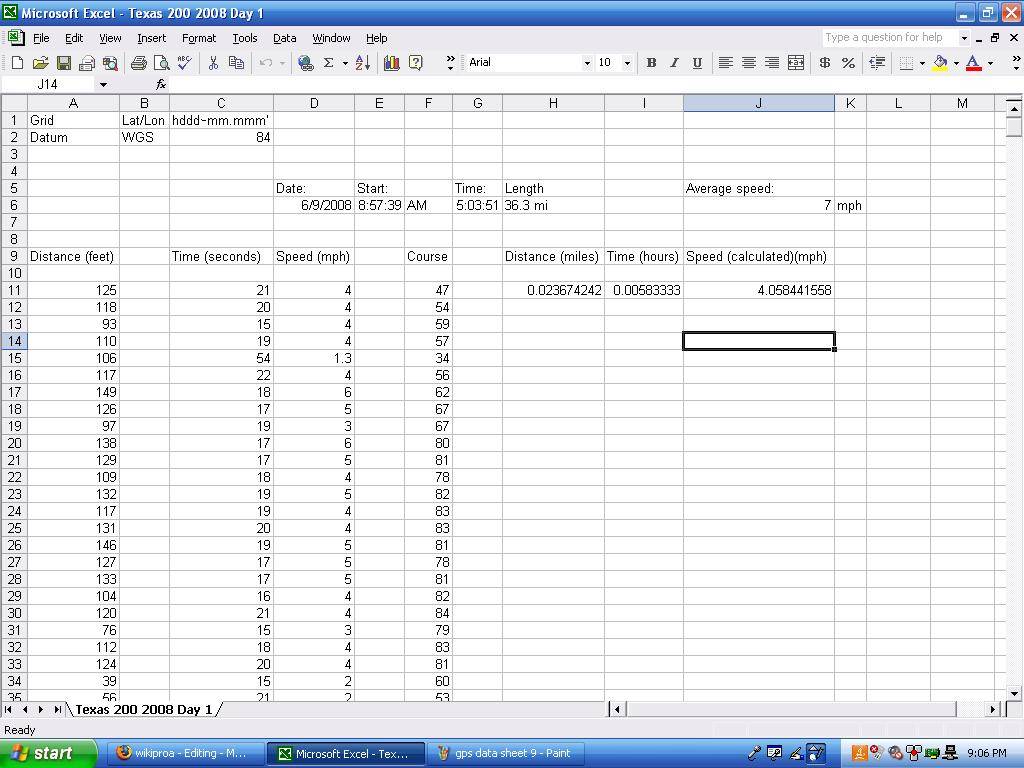 Microsoft Excel - Texas 200 2008 Day 1
File Edit View Insert Format Tools Data Window Help Type a question for help
Arial 10 B I U $ %
J14 fx
A B C D E F G H I J K L M
1 Grid Lat/Lon hddd~mm.mmm'
2 Datum WGS 84
3
4
5 Date: Start: Time: Length Average speed:
6 6/9/2008 8:57:39 AM 5:03:51 36.3 mi 7 mph
7
8
9 Distance (feet) Time (seconds) Speed (mph) Course Distance (miles) Time (hours) Speed (calculated)(mph)
10
11 125 21 4 47 0.023674242 0.00583333 4.058441558
12 118 20 4 54
13 93 15 4 59
14 110 19 4 57
15 106 54 1.3 34
16 117 22 4 56
17 149 18 6 62
18 126 17 5 67
19 97 19 3 67
20 138 17 6 80
21 129 17 5 81
22 109 18 4 78
23 132 19 5 82
24 117 19 4 83
25 131 20 4 83
26 146 19 5 81
27 127 17 5 78
28 133 17 5 81
29 104 16 4 82
30 120 21 4 84
31 76 15 3 79
32 112 18 4 83
33 124 20 4 81
34 39 15 2 60
35 56 21 2 53
Texas 200 2008 Day 1
Ready
start wikiproa - Editing - M... Microsoft Excel - Tex... gps data sheet 9 - Paint 9:06 PM